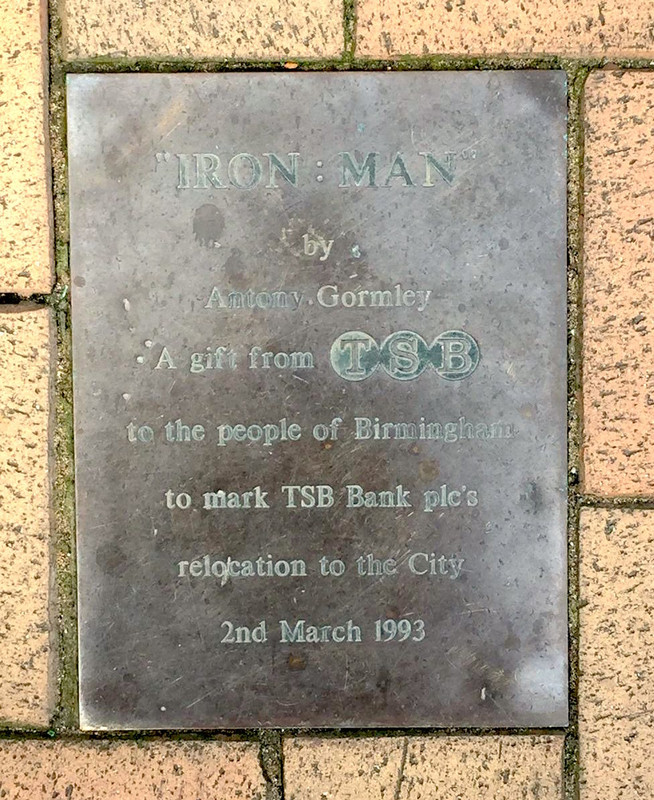 "IRON : MAN"
by
Antony Gormley
A gift from TSB
to the people of Birmingham
to mark TSB Bank plc's
relocation to the City
2nd March 1993